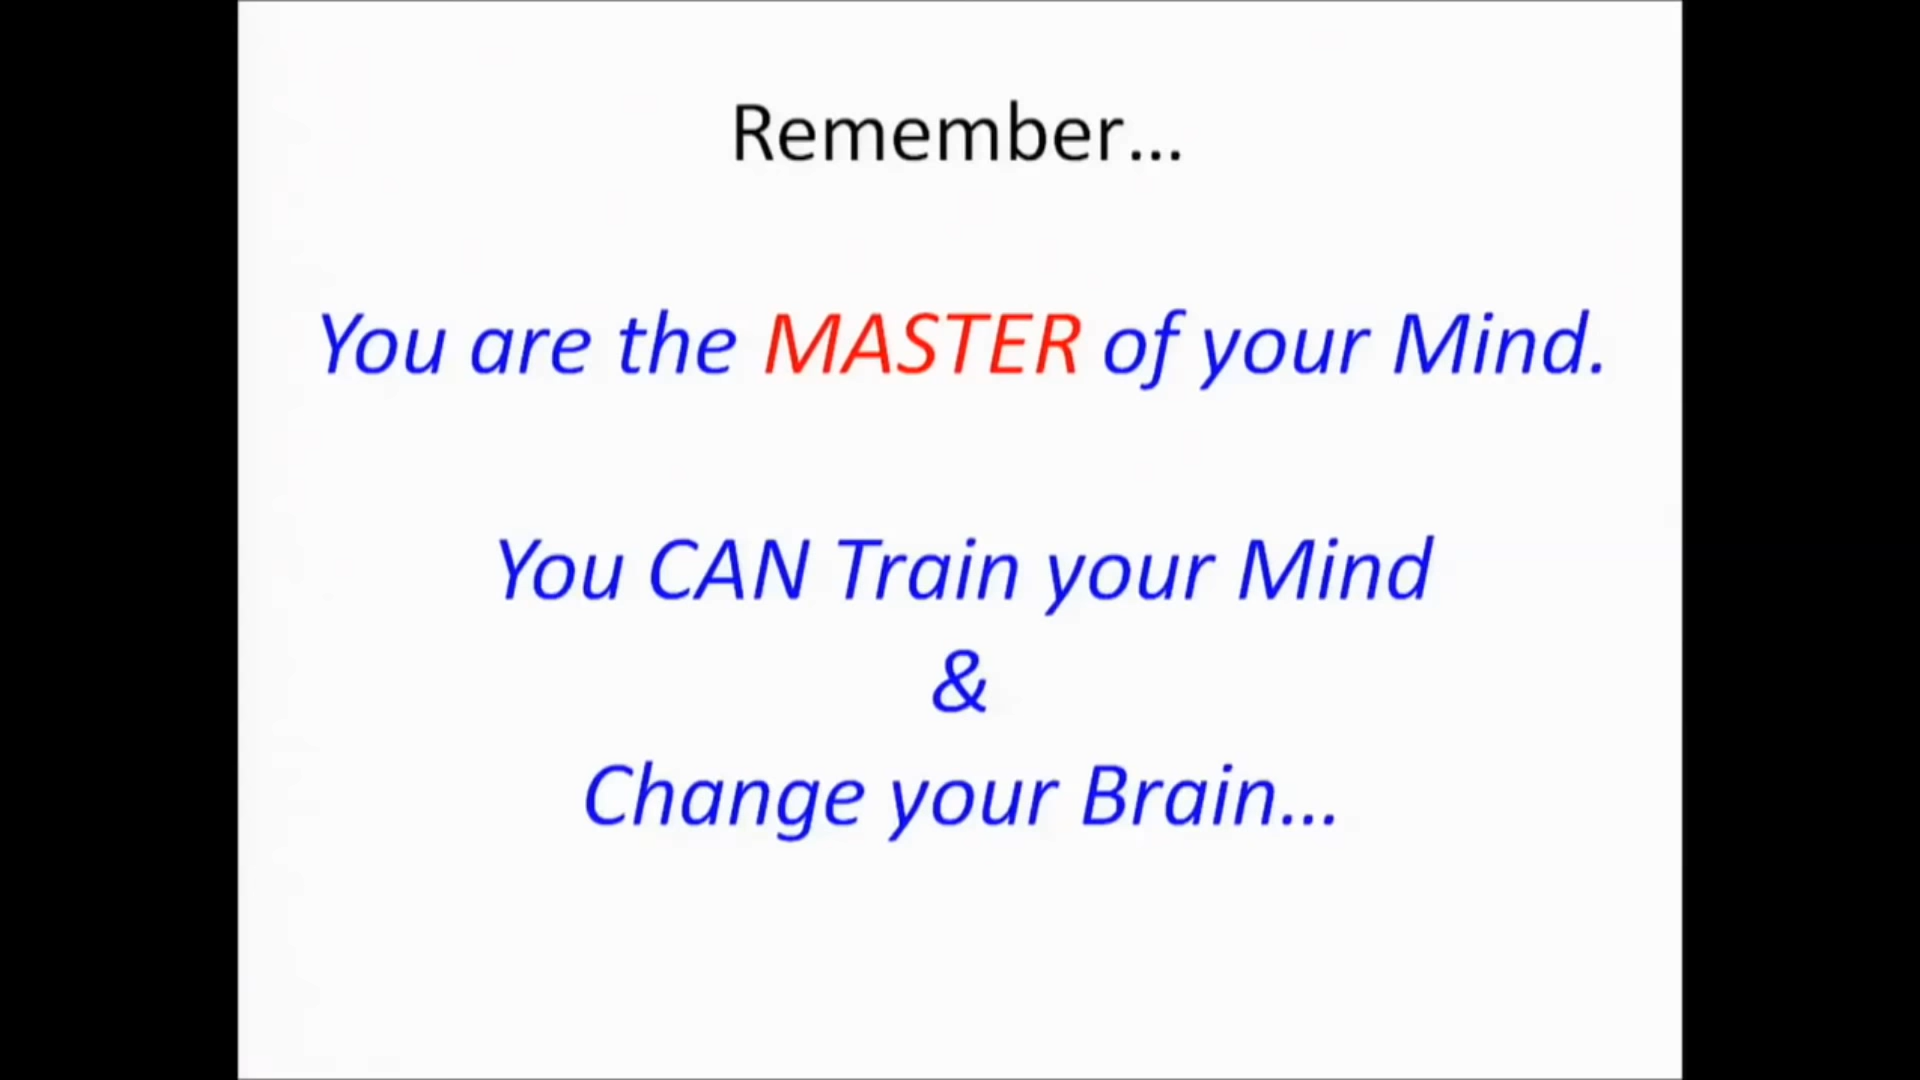 Remember...
You are the MASTER of your Mind.
You CAN Train your Mind
&
Change your Brain...